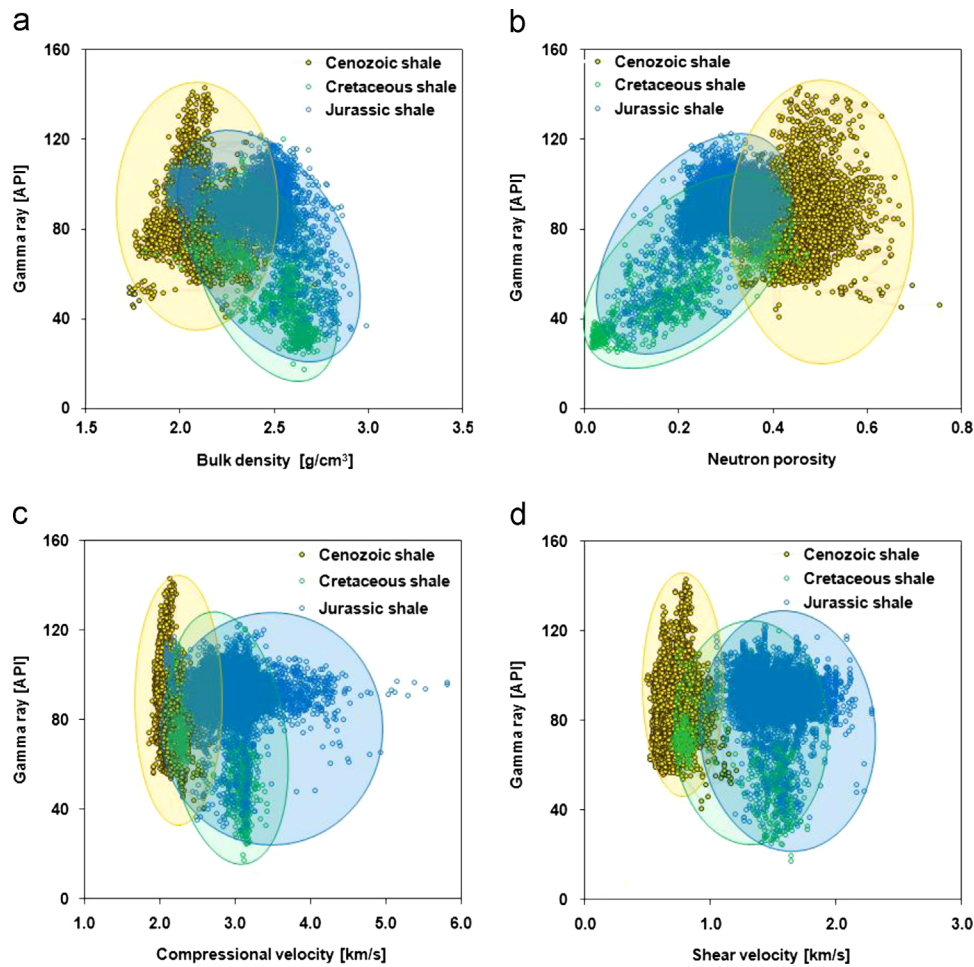 a
160
120
80
40
0
Gamma ray [API]
Cenozoic shale
Cretaceous shale
Jurassic shale
1.5 2.0 2.5 3.0 3.5
Bulk density [g/cm³]
b
160
120
80
40
0
Gamma ray [API]
Cenozoic shale
Cretaceous shale
Jurassic shale
0.0 0.2 0.4 0.6 0.8
Neutron porosity
c
160
120
80
40
0
Gamma ray [API]
Cenozoic shale
Cretaceous shale
Jurassic shale
1.0 2.0 3.0 4.0 5.0 6.0
Compressional velocity [km/s]
d
160
120
80
40
0
Gamma ray [API]
Cenozoic shale
Cretaceous shale
Jurassic shale
0.0 1.0 2.0 3.0
Shear velocity [km/s]